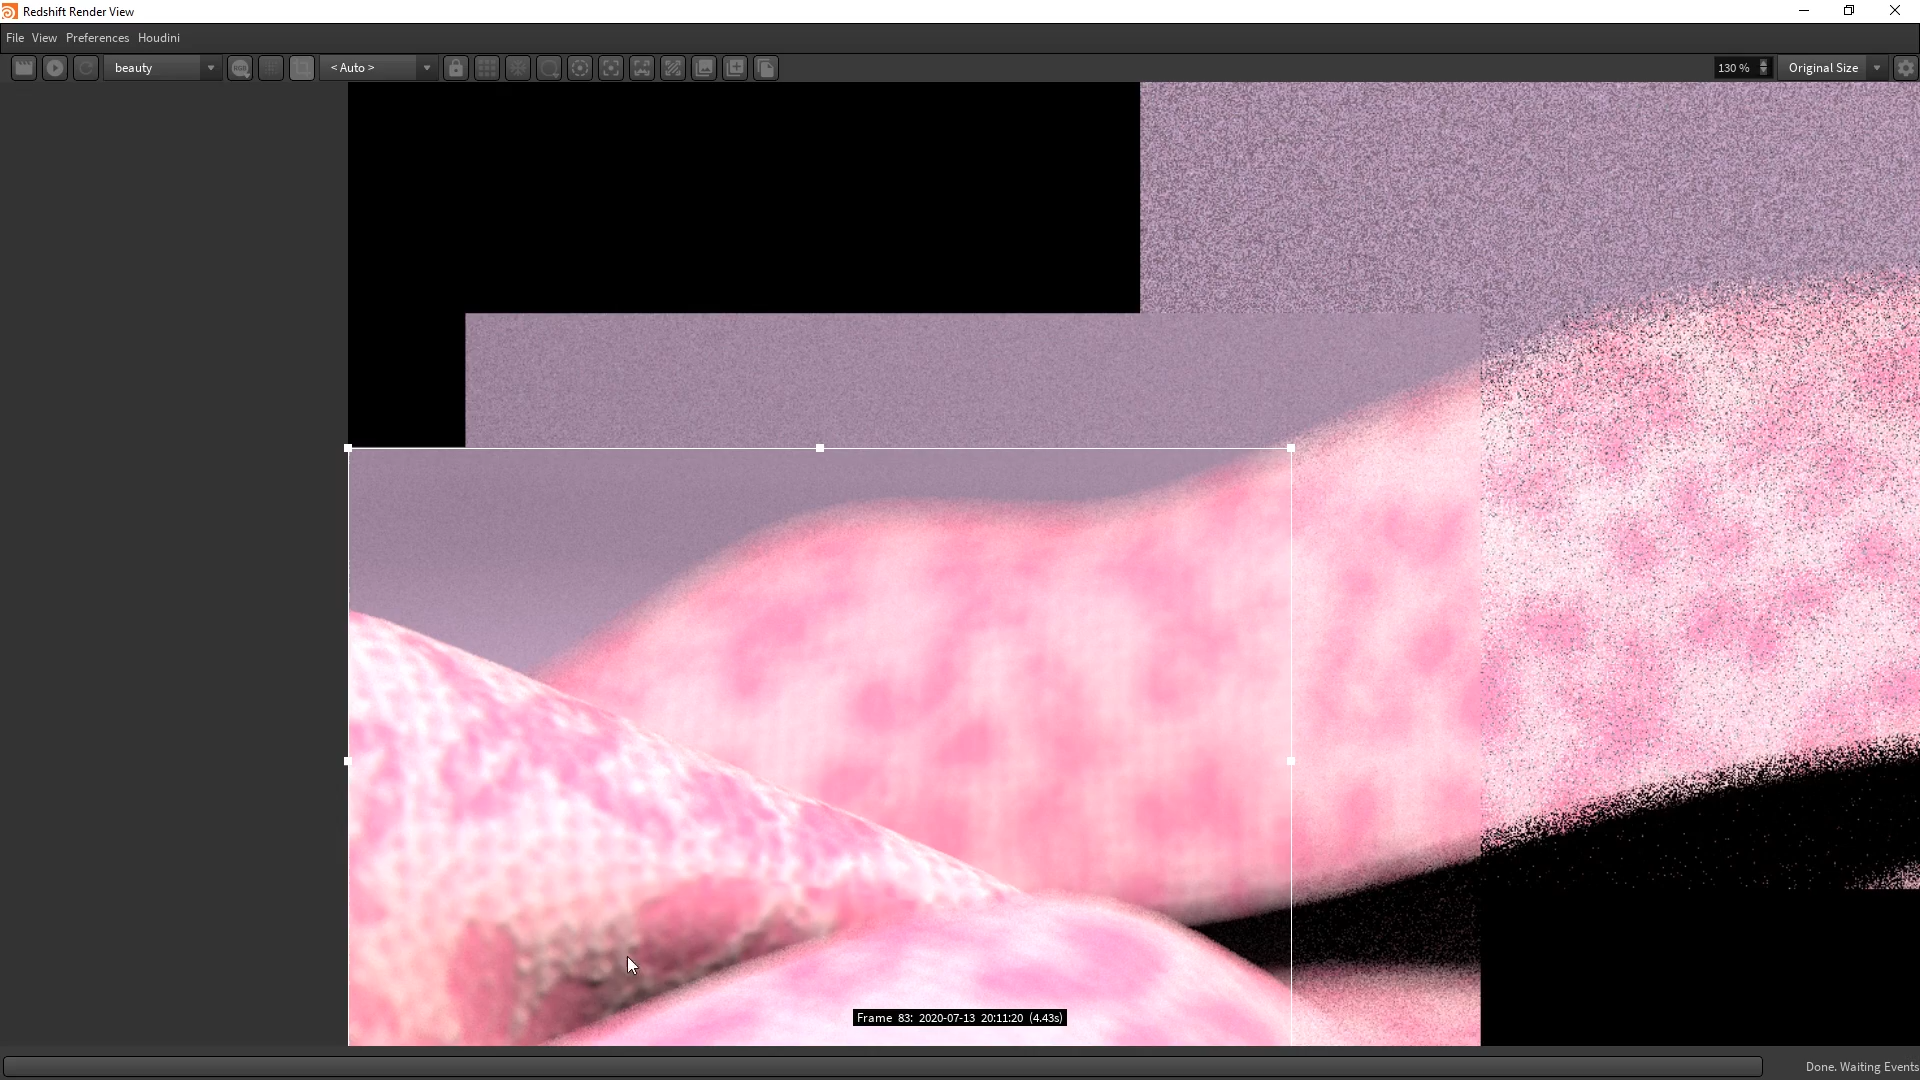 Redshift Render View
File View Preferences Houdini
beauty
< Auto >
130 %
Original Size
Frame 83: 2020-07-13 20:11:20 (4.43s)
Done. Waiting Events